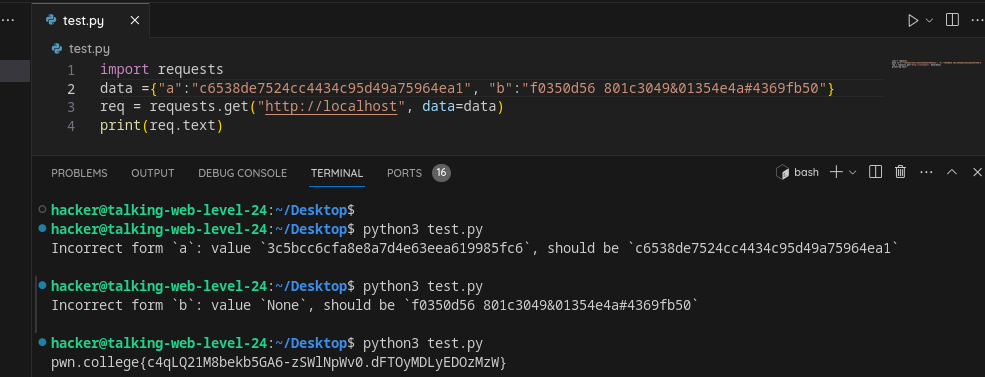 test.py
test.py
1 import requests
2 data ={"a":"c6538de7524cc4434c95d49a75964ea1", "b":"f0350d56 801c3049&01354e4a#4369fb50"}
3 req = requests.get("http://localhost", data=data)
4 print(req.text)
PROBLEMS OUTPUT DEBUG CONSOLE TERMINAL PORTS 16 bash
hacker@talking-web-level-24:~/Desktop$
hacker@talking-web-level-24:~/Desktop$ python3 test.py
Incorrect form `a`: value `3c5bcc6cfa8e8a7d4e63eea619985fc6`, should be `c6538de7524cc4434c95d49a75964ea1`
hacker@talking-web-level-24:~/Desktop$ python3 test.py
Incorrect form `b`: value `None`, should be `f0350d56 801c3049&01354e4a#4369fb50`
hacker@talking-web-level-24:~/Desktop$ python3 test.py
pwn.college{c4qLQ21M8bekb5GA6-zSWlNpWv0.dFTOyMDLyEDOzMzW}